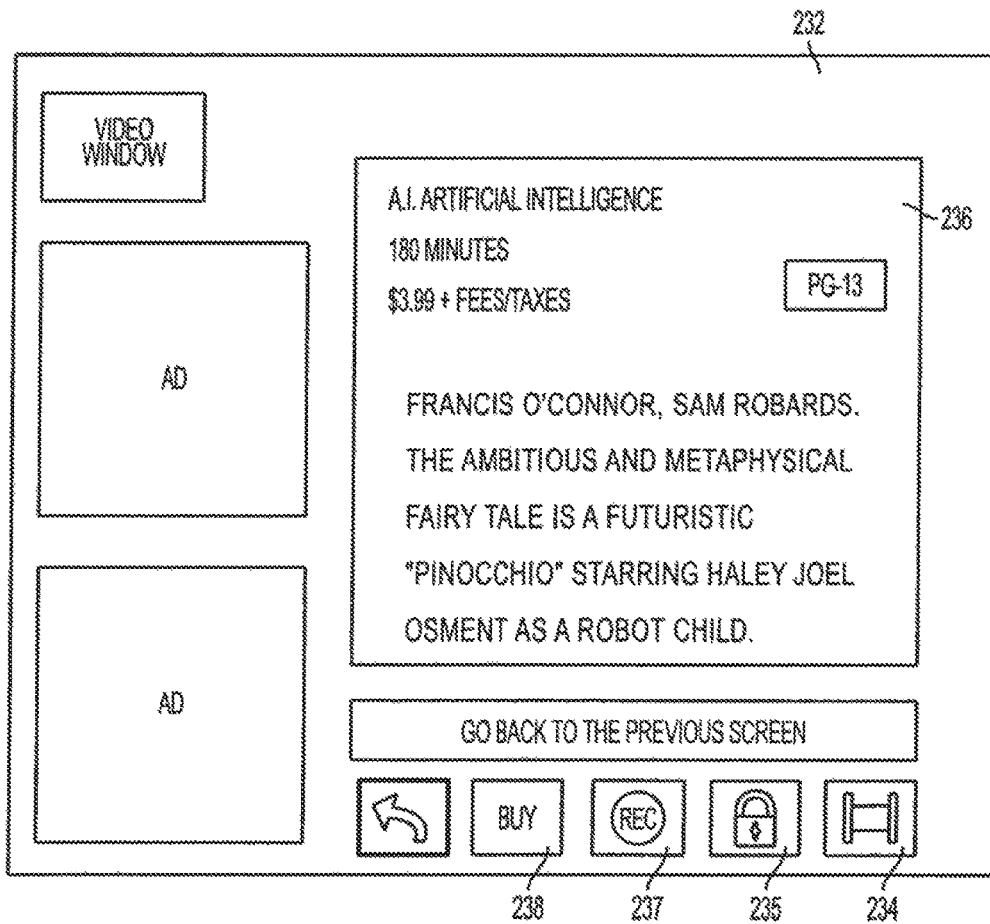 232
VIDEO
WINDOW
A.I. ARTIFICIAL INTELLIGENCE
236
180 MINUTES
$3.99 + FEES/TAXES
PG-13
AD
FRANCIS O'CONNOR, SAM ROBARDS.
THE AMBITIOUS AND METAPHYSICAL
FAIRY TALE IS A FUTURISTIC
"PINOCCHIO" STARRING HALEY JOEL
OSMENT AS A ROBOT CHILD.
AD
GO BACK TO THE PREVIOUS SCREEN
BUY
REC
238
237
235
234